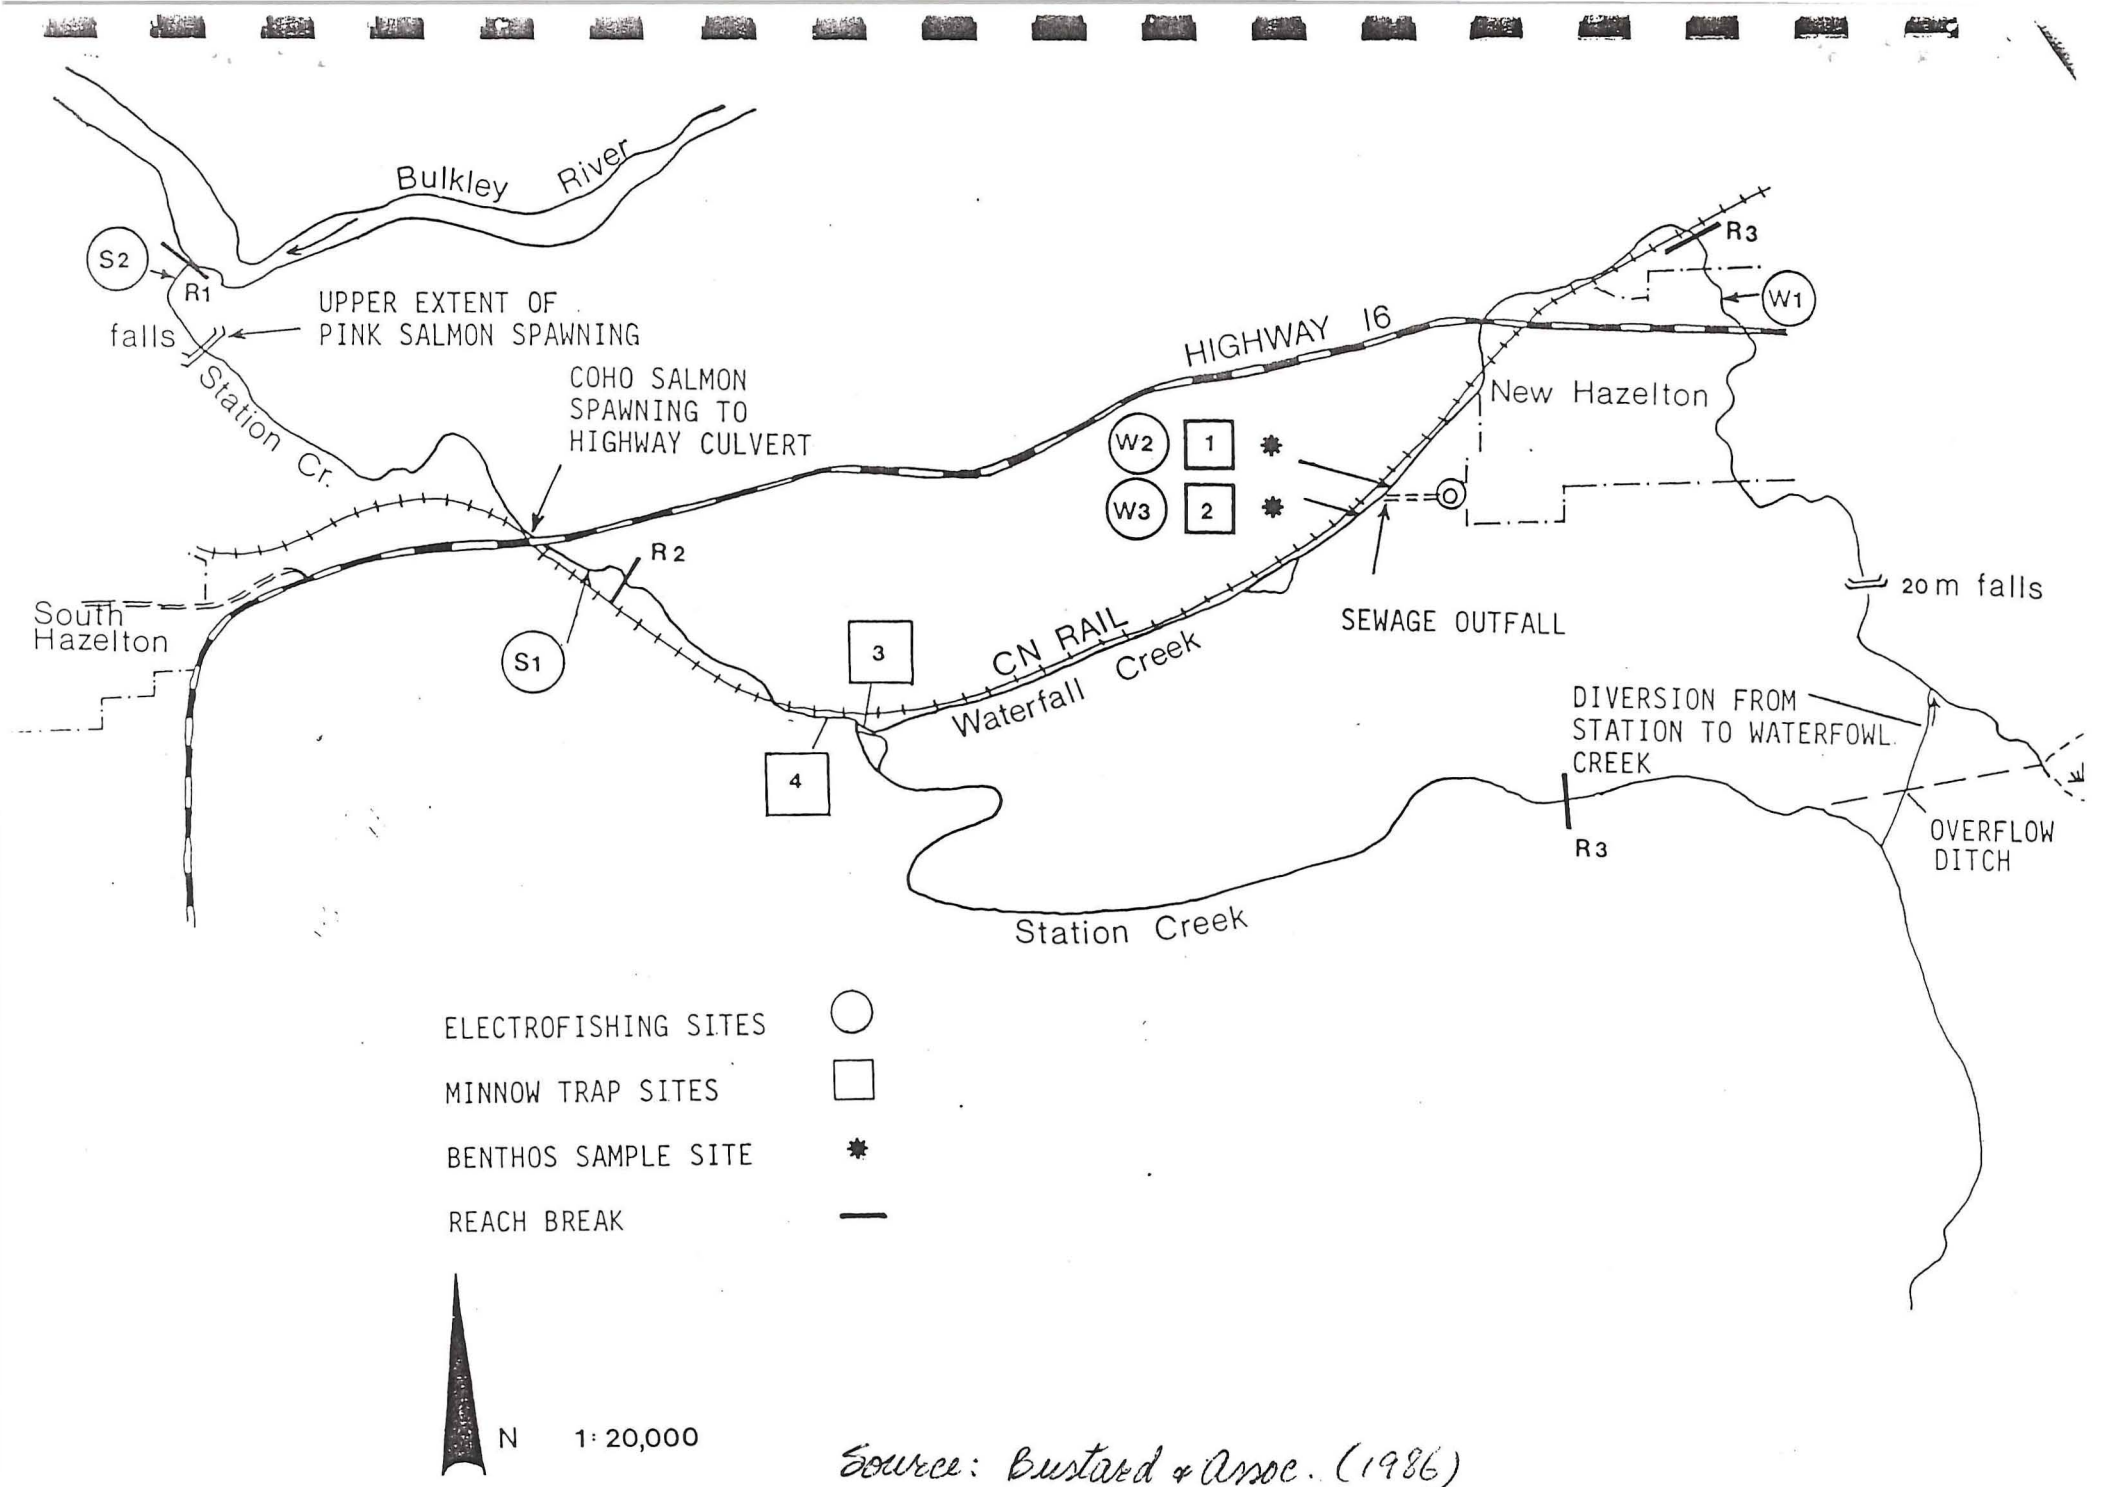 Bulkley River
S2
R1
falls
UPPER EXTENT OF
PINK SALMON SPAWNING
Station Cr.
COHO SALMON
SPAWNING TO
HIGHWAY CULVERT
HIGHWAY 16
R3
W1
New Hazelton
W2 1
W3 2
SEWAGE OUTFALL
20m falls
R2
South
Hazelton
S1
3
4
CN RAIL
Waterfall Creek
DIVERSION FROM
STATION TO WATERFOWL
CREEK
R3
OVERFLOW
DITCH
Station Creek
ELECTROFISHING SITES
MINNOW TRAP SITES
BENTHOS SAMPLE SITE
REACH BREAK
N 1:20,000
Source: Bustard & Assoc. (1986)